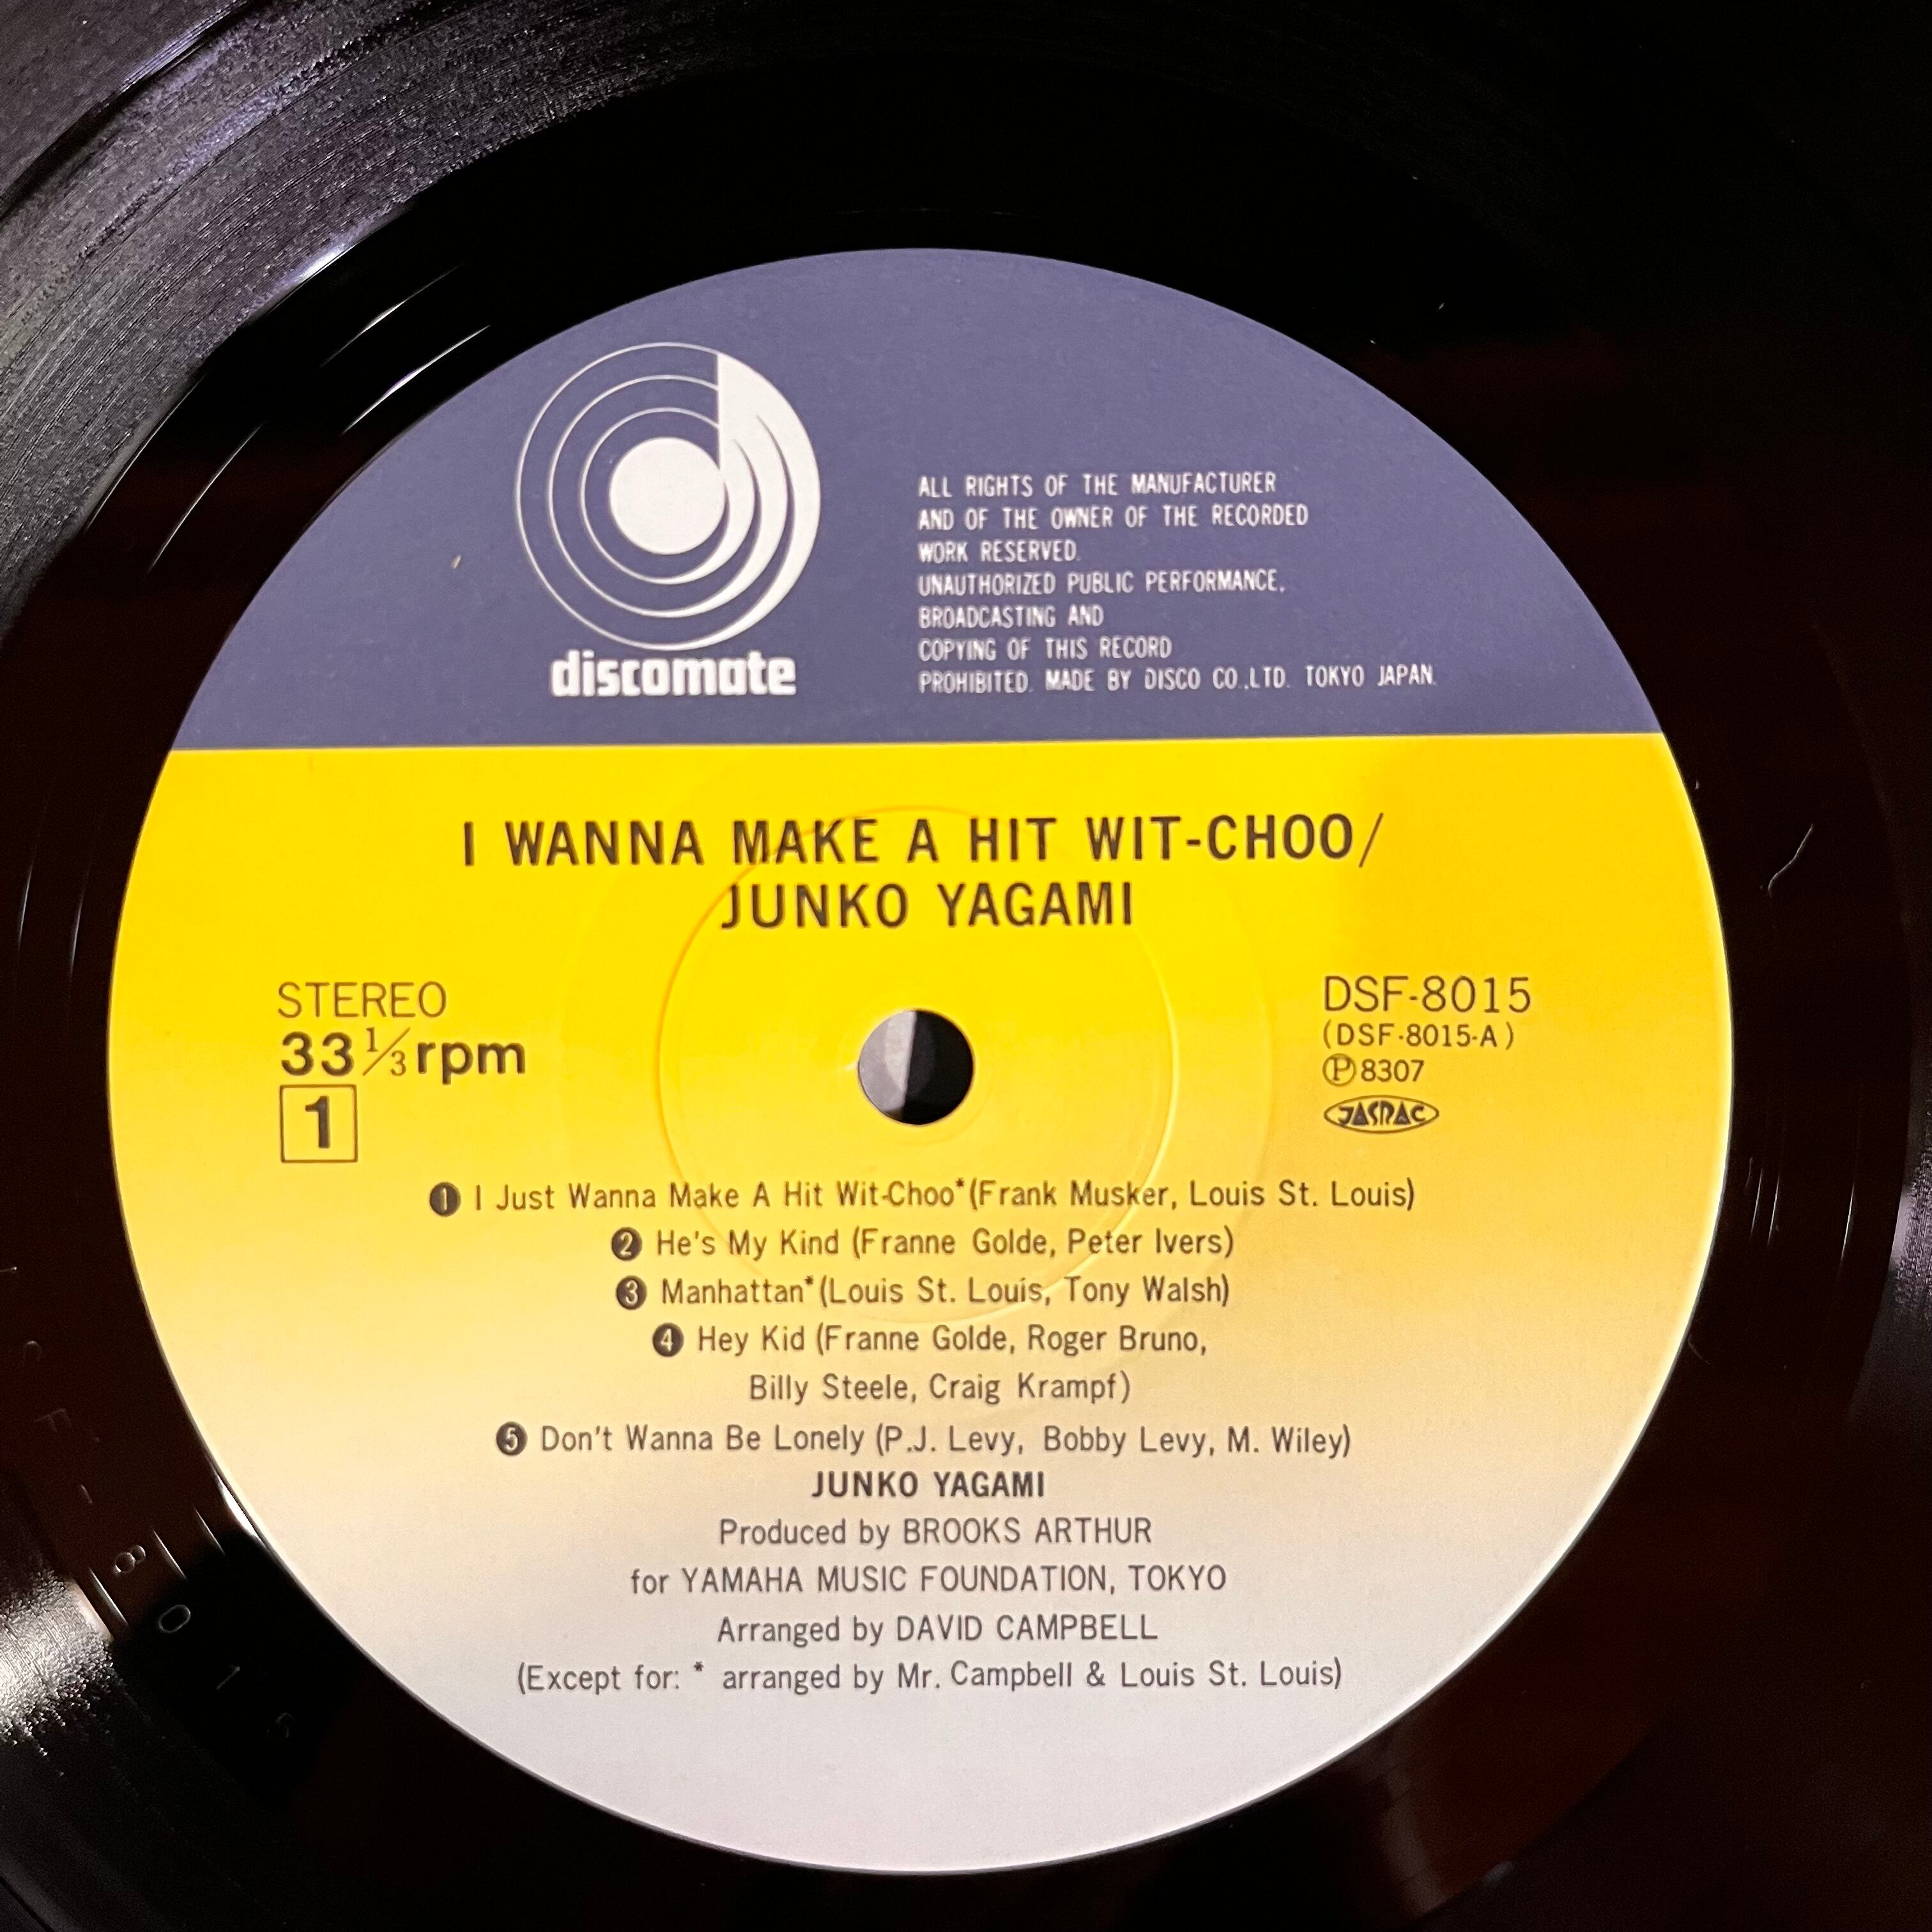 discomate
ALL RIGHTS OF THE MANUFACTURER
AND OF THE OWNER OF THE RECORDED
WORK RESERVED.
UNAUTHORIZED PUBLIC PERFORMANCE,
BROADCASTING AND
COPYING OF THIS RECORD
PROHIBITED. MADE BY DISCO CO.,LTD. TOKYO JAPAN.
I WANNA MAKE A HIT WIT-CHOO/
JUNKO YAGAMI
STEREO
33 1/3 rpm
1
DSF-8015
(DSF-8015-A)
Ⓟ8307
JASRAC
❶ I Just Wanna Make A Hit Wit-Choo*(Frank Musker, Louis St. Louis)
❷ He's My Kind (Franne Golde, Peter Ivers)
❸ Manhattan*(Louis St. Louis, Tony Walsh)
❹ Hey Kid (Franne Golde, Roger Bruno,
Billy Steele, Craig Krampf)
❺ Don't Wanna Be Lonely (P.J. Levy, Bobby Levy, M. Wiley)
JUNKO YAGAMI
Produced by BROOKS ARTHUR
for YAMAHA MUSIC FOUNDATION, TOKYO
Arranged by DAVID CAMPBELL
(Except for: * arranged by Mr. Campbell & Louis St. Louis)